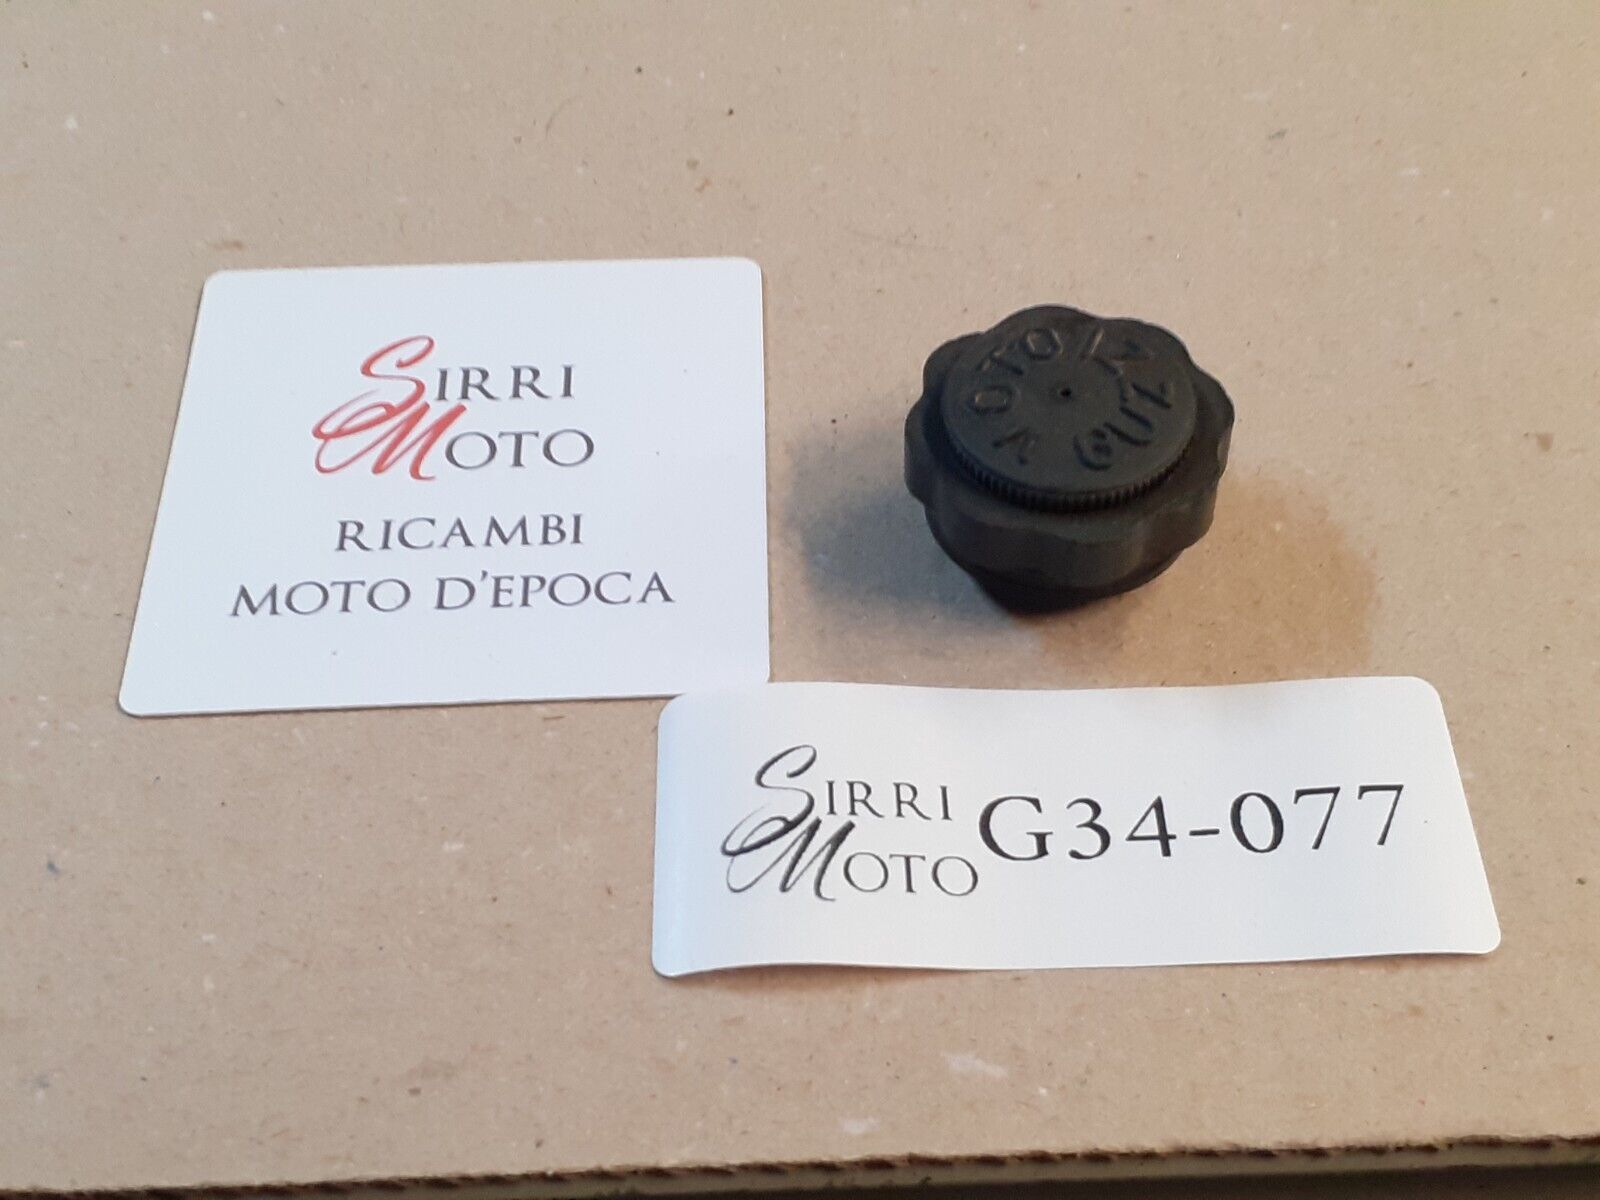 SIRRI
MOTO
RICAMBI
MOTO D'EPOCA
MOTO
GUZZI
SIRRI
MOTO
G34-077